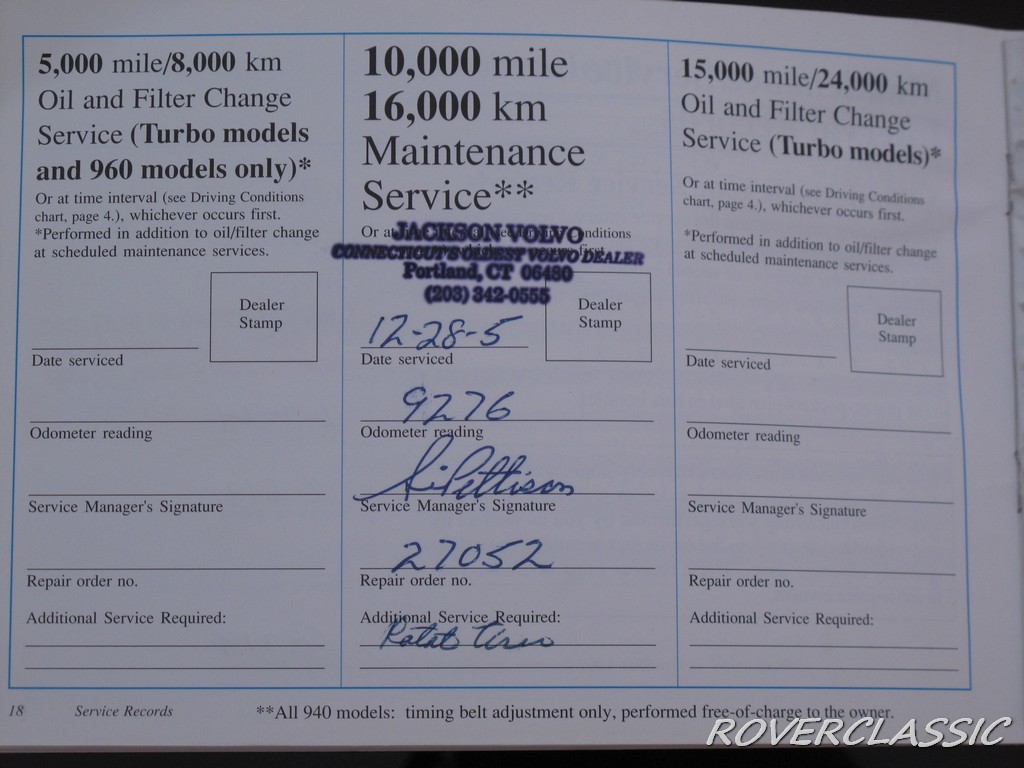 5,000 mile/8,000 km
Oil and Filter Change
Service (Turbo models
and 960 models only)*
Or at time interval (see Driving Conditions
chart, page 4.), whichever occurs first.
*Performed in addition to oil/filter change
at scheduled maintenance services.
Dealer
Stamp
Date serviced
Odometer reading
Service Manager's Signature
Repair order no.
Additional Service Required:
10,000 mile
16,000 km
Maintenance
Service**
Or at
JACKSON VOLVO
CONNECTICUT'S OLDEST VOLVO DEALER
Portland, CT 06480
(203) 342-0555
Dealer
Stamp
12-28-5
Date serviced
9276
Odometer reading
Service Manager's Signature
27052
Repair order no.
Additional Service Required:
15,000 mile/24,000 km
Oil and Filter Change
Service (Turbo models)*
Or at time interval (see Driving Conditions
chart, page 4.), whichever occurs first.
*Performed in addition to oil/filter change
at scheduled maintenance services.
Dealer
Stamp
Date serviced
Odometer reading
Service Manager's Signature
Repair order no.
Additional Service Required:
18 Service Records
**All 940 models: timing belt adjustment only, performed free-of-charge to the owner.
ROVERCLASSIC